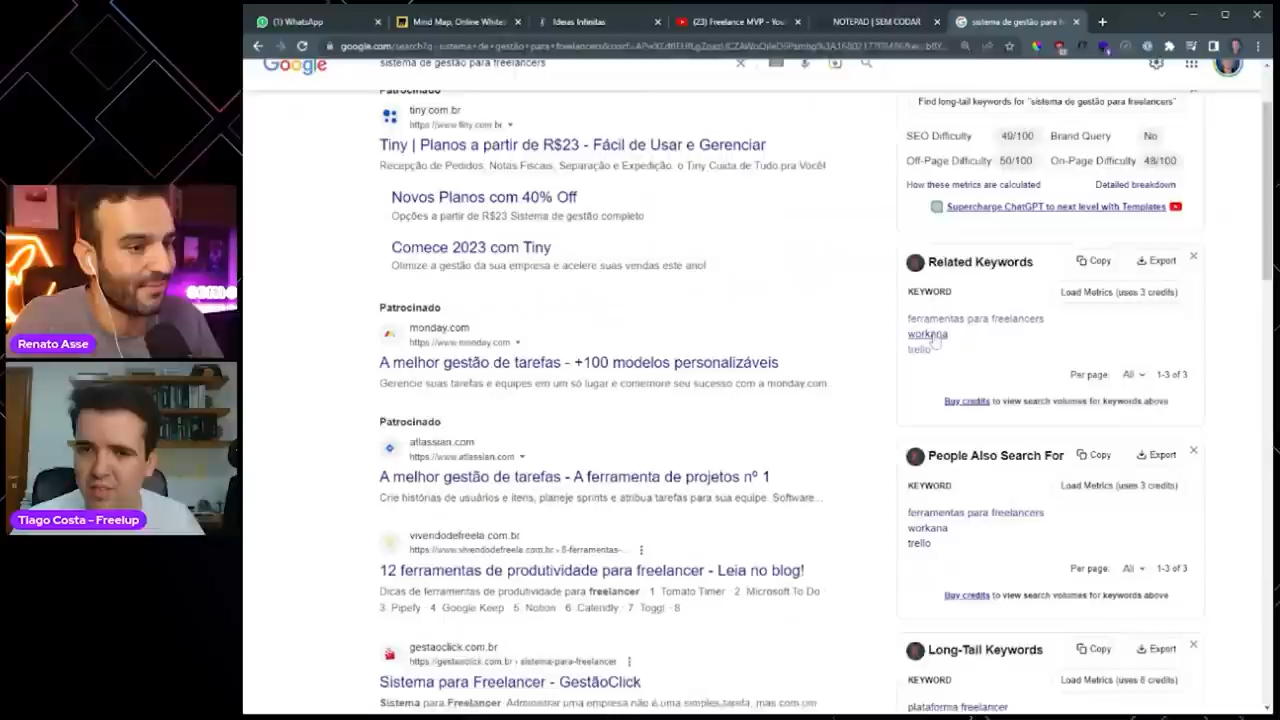 WhatsApp
Mind Map, Online White
Ideias Infinitas
(23) Freelance MVP - You
NOTEPAD | SEM CODAR
sistema de gestão para f
Google
sistema de gestão para freelancers
Patrocinado
tiny.com.br
https://www.tiny.com.br
Tiny | Planos a partir de R$23 - Fácil de Usar e Gerenciar
Recepção de Pedidos, Notas Fiscais, Separação e Expedição. o Tiny Cuida de Tudo pra Você!
Novos Planos com 40% Off
Opções a partir de R$23 Sistema de gestão completo
Comece 2023 com Tiny
Otimize a gestão da sua empresa e acelere suas vendas este ano!
Patrocinado
monday.com
https://www.monday.com
A melhor gestão de tarefas - +100 modelos personalizáveis
Gerencie suas tarefas e equipes em um só lugar e comemore seu sucesso com a monday.com
Patrocinado
atlassian.com
https://www.atlassian.com
A melhor gestão de tarefas - A ferramenta de projetos nº 1
Crie histórias de usuários e itens, planeje sprints e atribua tarefas para sua equipe. Software...
vivendodefreela.com.br
https://www.vivendodefreela.com.br › 8-ferramentas-...
12 ferramentas de produtividade para freelancer - Leia no blog!
Dicas de ferramentas de produtividade para freelancer · 1 Tomato Timer · 2 Microsoft To Do ·
3 Pipefy · 4 Google Keep · 5 Notion · 6 Calendly · 7 Toggl · 8
gestaoclick.com.br
https://gestaoclick.com.br › sistema-para-freelancer
Sistema para Freelancer - GestãoClick
Sistema para Freelancer Administrar uma empresa não é uma simples tarefa, mas com um
Find long-tail keywords for "sistema de gestão para freelancers"
SEO Difficulty 49/100 Brand Query No
Off-Page Difficulty 50/100 On-Page Difficulty 48/100
How these metrics are calculated Detailed breakdown
Supercharge ChatGPT to next level with Templates
Related Keywords Copy Export
KEYWORD Load Metrics (uses 3 credits)
ferramentas para freelancers
workana
trello
Per page: All 1-3 of 3
Buy credits to view search volumes for keywords above
People Also Search For Copy Export
KEYWORD Load Metrics (uses 3 credits)
ferramentas para freelancers
workana
trello
Per page: All 1-3 of 3
Buy credits to view search volumes for keywords above
Long-Tail Keywords Copy Export
KEYWORD Load Metrics (uses 6 credits)
plataforma freelancer
Renato Asse
Tiago Costa - Freelup